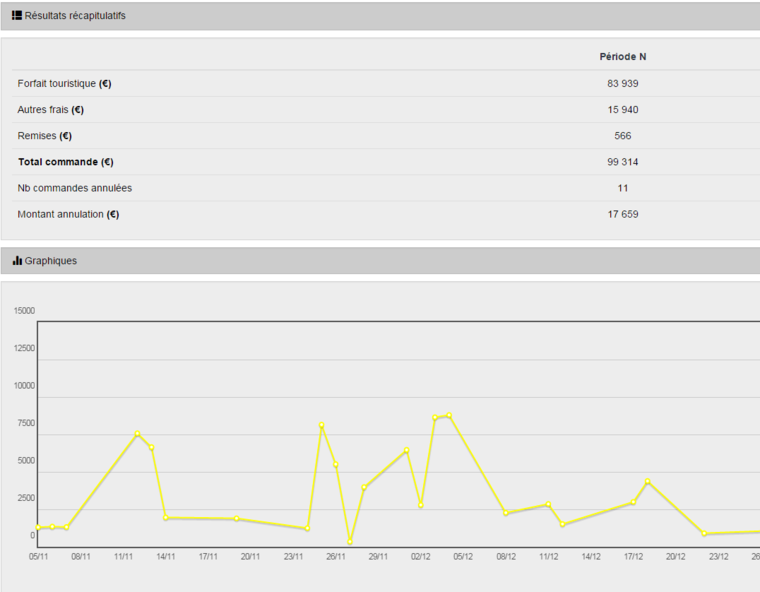 Résultats récapitulatifs
Période N
Forfait touristique (€) 83 939
Autres frais (€) 15 940
Remises (€) 566
Total commande (€) 99 314
Nb commandes annulées 11
Montant annulation (€) 17 659
Graphiques
15000
12500
10000
7500
5000
2500
0
05/11 08/11 11/11 14/11 17/11 20/11 23/11 26/11 29/11 02/12 05/12 08/12 11/12 14/12 17/12 20/12 23/12 26